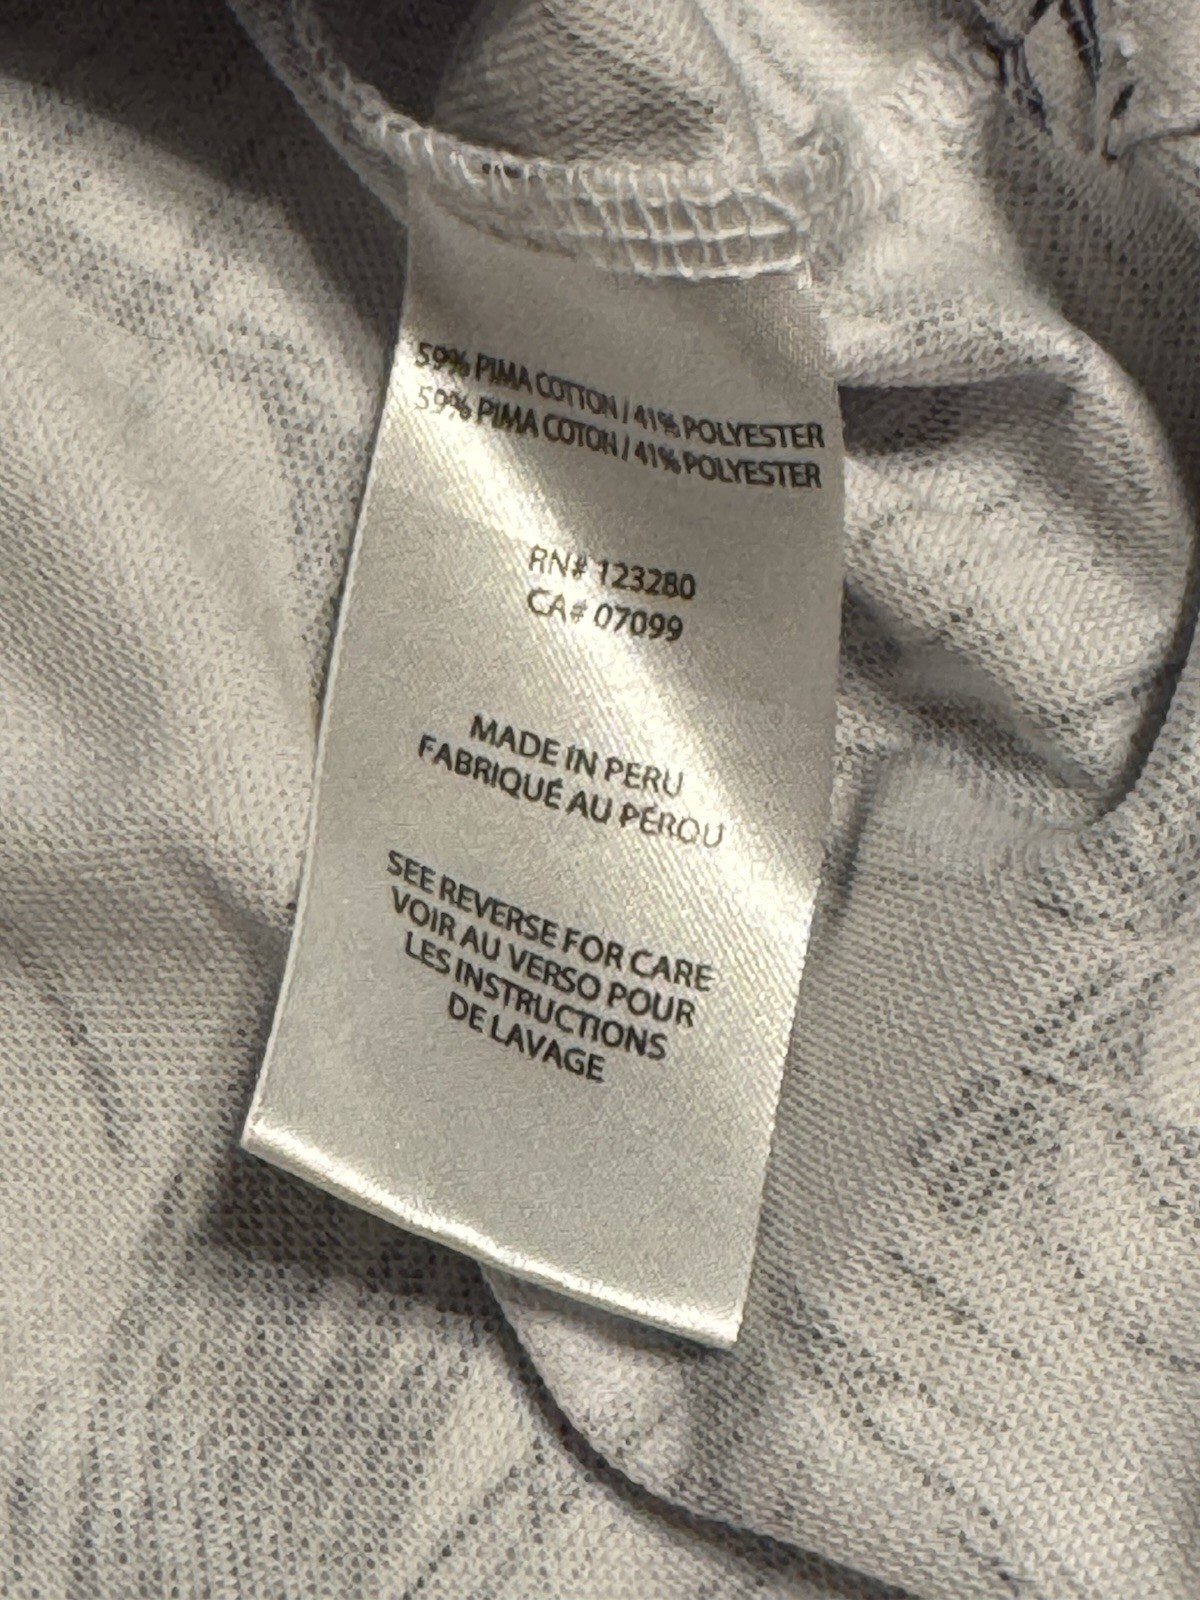 59% PIMA COTTON / 41% POLYESTER
59% PIMA COTON / 41% POLYESTER
RN# 123280
CA# 07099
MADE IN PERU
FABRIQUÉ AU PÉROU
SEE REVERSE FOR CARE
VOIR AU VERSO POUR
LES INSTRUCTIONS
DE LAVAGE